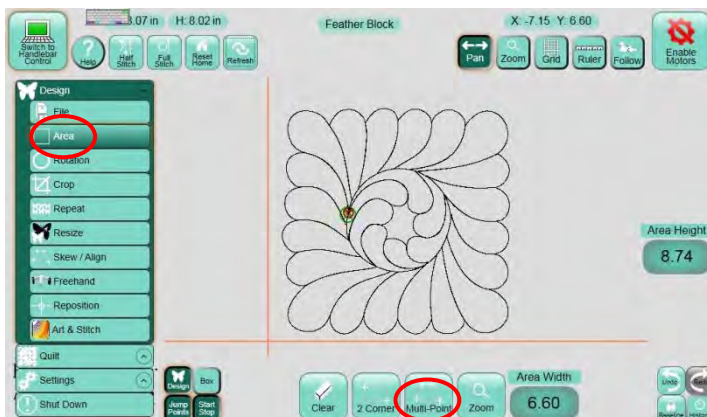 8.07 in H: 8.02 in
Feather Block
X: -7.15 Y: 6.60
Switch to
Handlebar
Control
Help
Half
Stitch
Full
Stitch
Reset
Home
Refresh
Pan
Zoom
Grid
Ruler
Follow
Enable
Motors
Design
File
Area
Rotation
Crop
Repeat
Resize
Skew / Align
Freehand
Reposition
Art & Stitch
Quilt
Settings
Shut Down
Area Height
8.74
Design
Box
Jump
Points
Start
Stop
Clear
2 Corner
Multi-Point
Zoom
Area Width
6.60
Undo